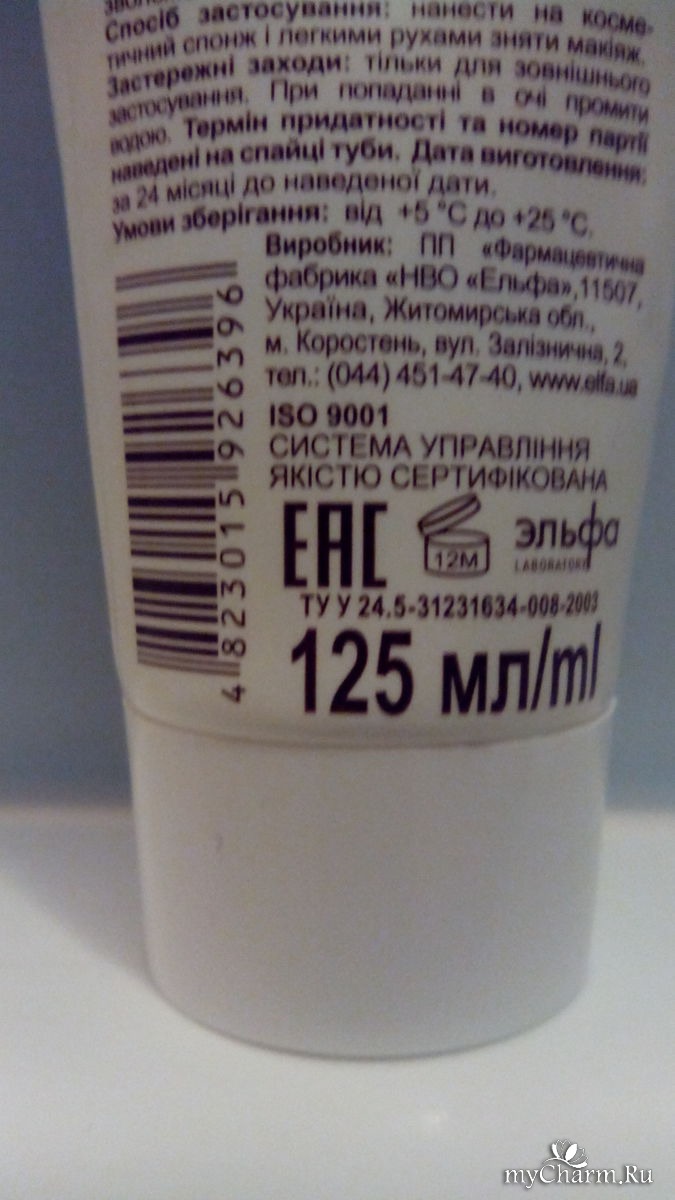 Спосіб застосування: нанести на косме-
тичний спонж і легкими рухами зняти макіяж.
Застережні заходи: тільки для зовнішнього
застосування. При попаданні в очі промити
водою. Термін придатності та номер партії
наведені на спайці туби. Дата виготовлення:
за 24 місяці до наведеної дати.
Умови зберігання: від +5 °C до +25 °C.
Виробник: ПП «Фармацевтична
фабрика «НВО «Ельфа»,11507,
Україна, Житомирська обл.,
м. Коростень, вул. Залізнична, 2,
тел.: (044) 451-47-40, www.elfa.ua
ISO 9001
СИСТЕМА УПРАВЛІННЯ
ЯКІСТЮ СЕРТИФІКОВАНА
EAC
12M
эльфа
LABORATORY
ТУ У 24.5-31231634-008-2003
125 мл/ml
4823015926396
myCharm.Ru